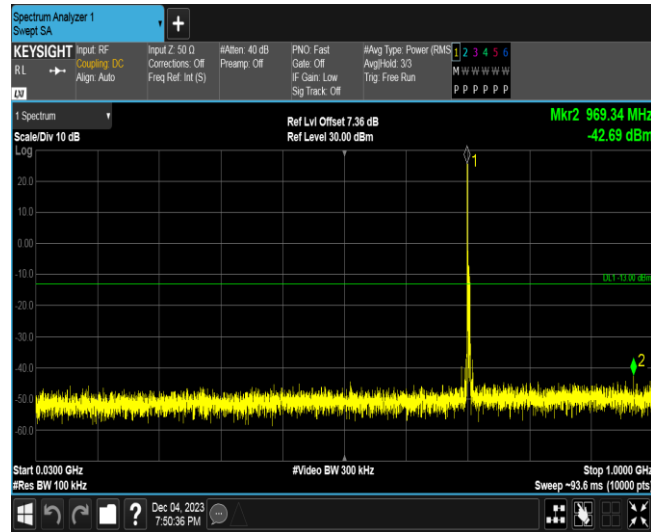 Spectrum Analyzer 1
Swept SA
+
KEYSIGHT Input: RF Input Z: 50 Ω #Atten: 40 dB PNO: Fast #Avg Type: Power (RMS 1 2 3 4 5 6
RL Coupling: DC Corrections: Off Preamp: Off Gate: Off Avg|Hold: 3/3 M W W W W W
Align: Auto Freq Ref: Int (S) IF Gain: Low Trig: Free Run
LXI Sig Track: Off P P P P P P
1 Spectrum
Ref Lvl Offset 7.36 dB Mkr2 969.34 MHz
Scale/Div 10 dB Ref Level 30.00 dBm -42.69 dBm
Log
1
20.0
10.0
0.00
-10.0
DL1 -13.00 dBm
-20.0
-30.0
-40.0
2
-50.0
-60.0
Start 0.0300 GHz #Video BW 300 kHz Stop 1.0000 GHz
#Res BW 100 kHz Sweep ~93.6 ms (10000 pts)
? Dec 04, 2023
7:50:36 PM